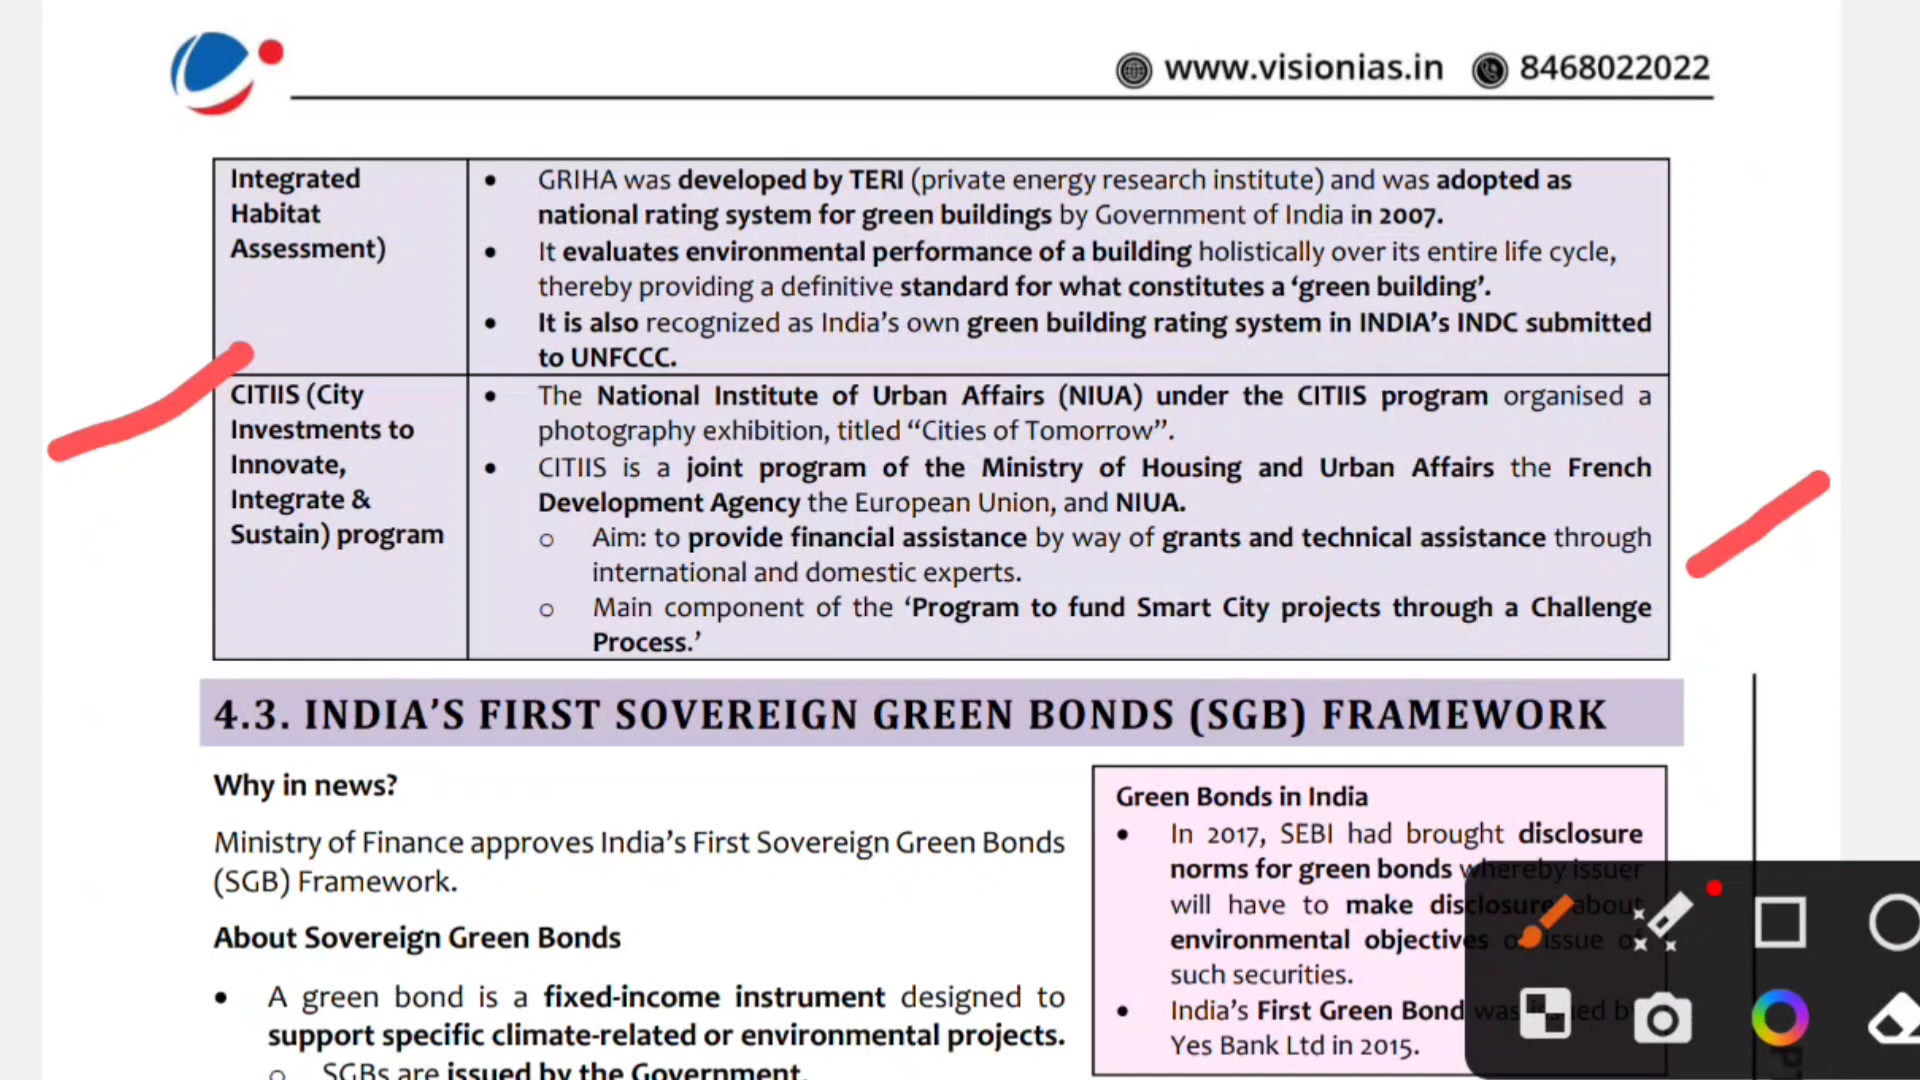 www.visionias.in 8468022022
Integrated
Habitat
Assessment)
• GRIHA was developed by TERI (private energy research institute) and was adopted as
national rating system for green buildings by Government of India in 2007.
• It evaluates environmental performance of a building holistically over its entire life cycle,
thereby providing a definitive standard for what constitutes a ‘green building’.
• It is also recognized as India’s own green building rating system in INDIA’s INDC submitted
to UNFCCC.
CITIIS (City
Investments to
Innovate,
Integrate &
Sustain) program
• The National Institute of Urban Affairs (NIUA) under the CITIIS program organised a
photography exhibition, titled “Cities of Tomorrow”.
• CITIIS is a joint program of the Ministry of Housing and Urban Affairs the French
Development Agency the European Union, and NIUA.
o Aim: to provide financial assistance by way of grants and technical assistance through
international and domestic experts.
o Main component of the ‘Program to fund Smart City projects through a Challenge
Process.’
4.3. INDIA’S FIRST SOVEREIGN GREEN BONDS (SGB) FRAMEWORK
Why in news?
Ministry of Finance approves India’s First Sovereign Green Bonds
(SGB) Framework.
About Sovereign Green Bonds
• A green bond is a fixed-income instrument designed to
support specific climate-related or environmental projects.
o SGBs are issued by the Government.
Green Bonds in India
• In 2017, SEBI had brought disclosure
norms for green bonds whereby issuer
will have to make disclosure about
environmental objectives of issue of
such securities.
• India’s First Green Bond was issued by
Yes Bank Ltd in 2015.